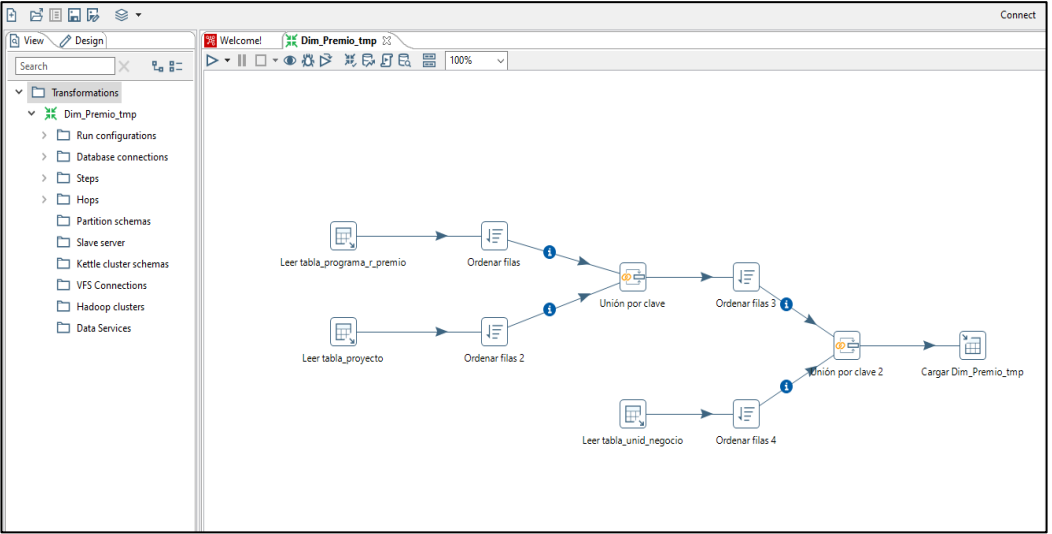 Connect
View Design
Search
Transformations
Dim_Premio_tmp
Run configurations
Database connections
Steps
Hops
Partition schemas
Slave server
Kettle cluster schemas
VFS Connections
Hadoop clusters
Data Services
Welcome! Dim_Premio_tmp
100%
Leer tabla_programa_r_premio
Ordenar filas
Unión por clave
Ordenar filas 3
Leer tabla_proyecto
Ordenar filas 2
Unión por clave 2
Cargar Dim_Premio_tmp
Leer tabla_unid_negocio
Ordenar filas 4